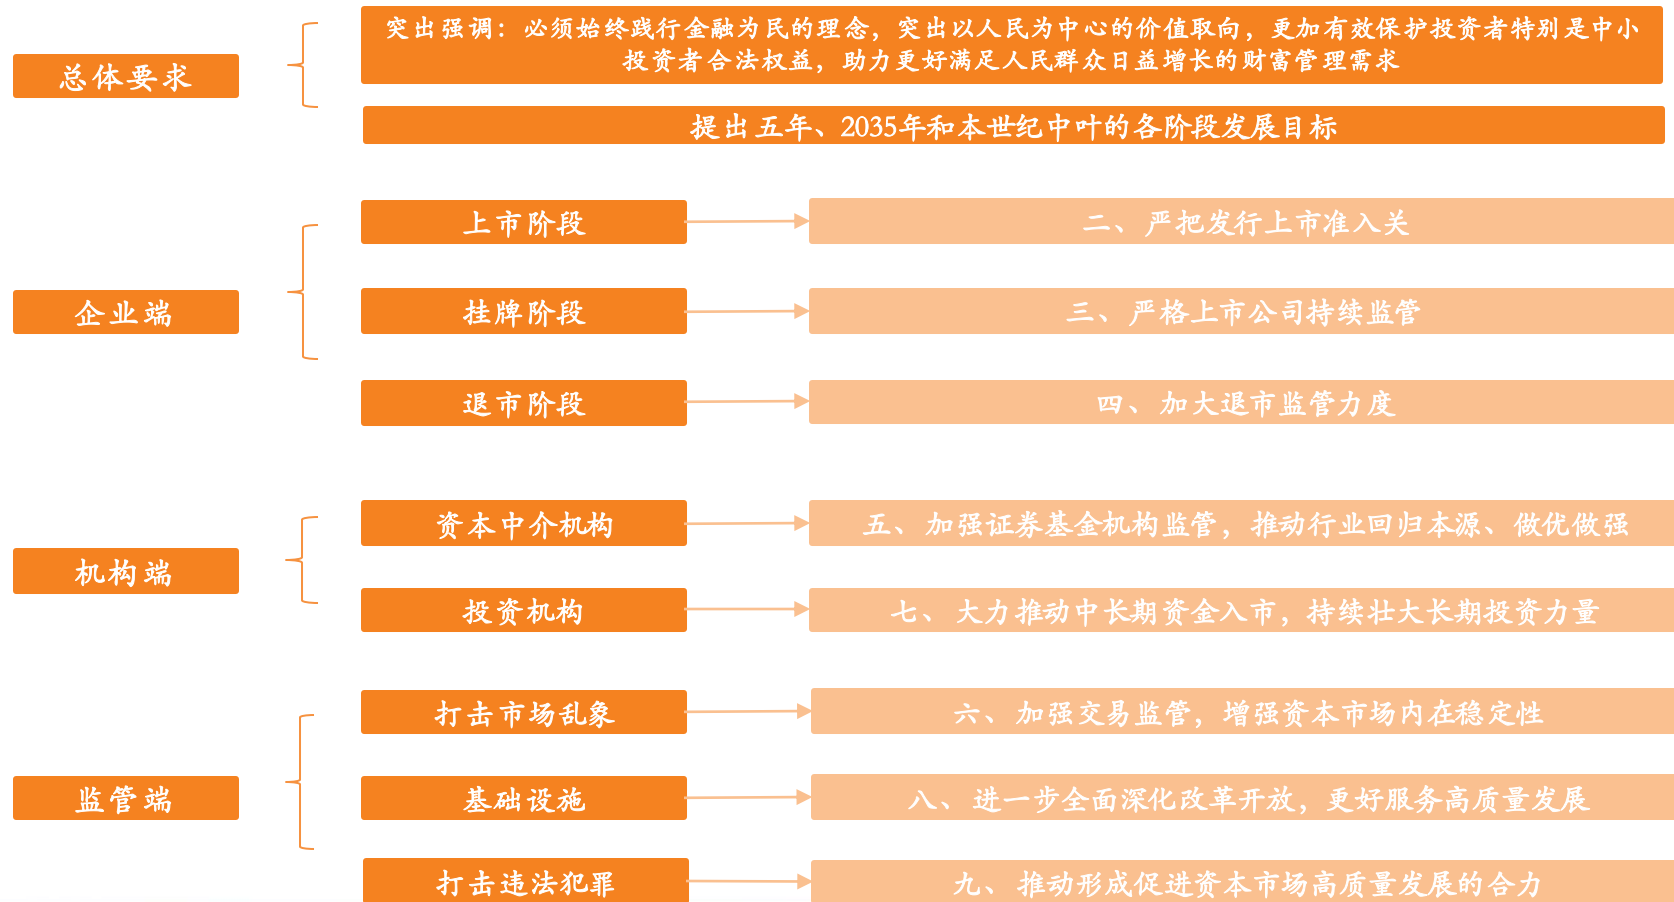 突出强调：必须始终践行金融为民的理念，突出以人民为中心的价值取向，更加有效保护投资者特别是中小
投资者合法权益，助力更好满足人民群众日益增长的财富管理需求
总体要求
提出五年、2035年和本世纪中叶的各阶段发展目标
上市阶段
二、严把发行上市准入关
企业端
挂牌阶段
三、严格上市公司持续监管
退市阶段
四、加大退市监管力度
机构端
资本中介机构
五、加强证券基金机构监管，推动行业回归本源、做优做强
投资机构
七、大力推动中长期资金入市，持续壮大长期投资力量
打击市场乱象
六、加强交易监管，增强资本市场内在稳定性
监管端
基础设施
八、进一步全面深化改革开放，更好服务高质量发展
打击违法犯罪
九、推动形成促进资本市场高质量发展的合力